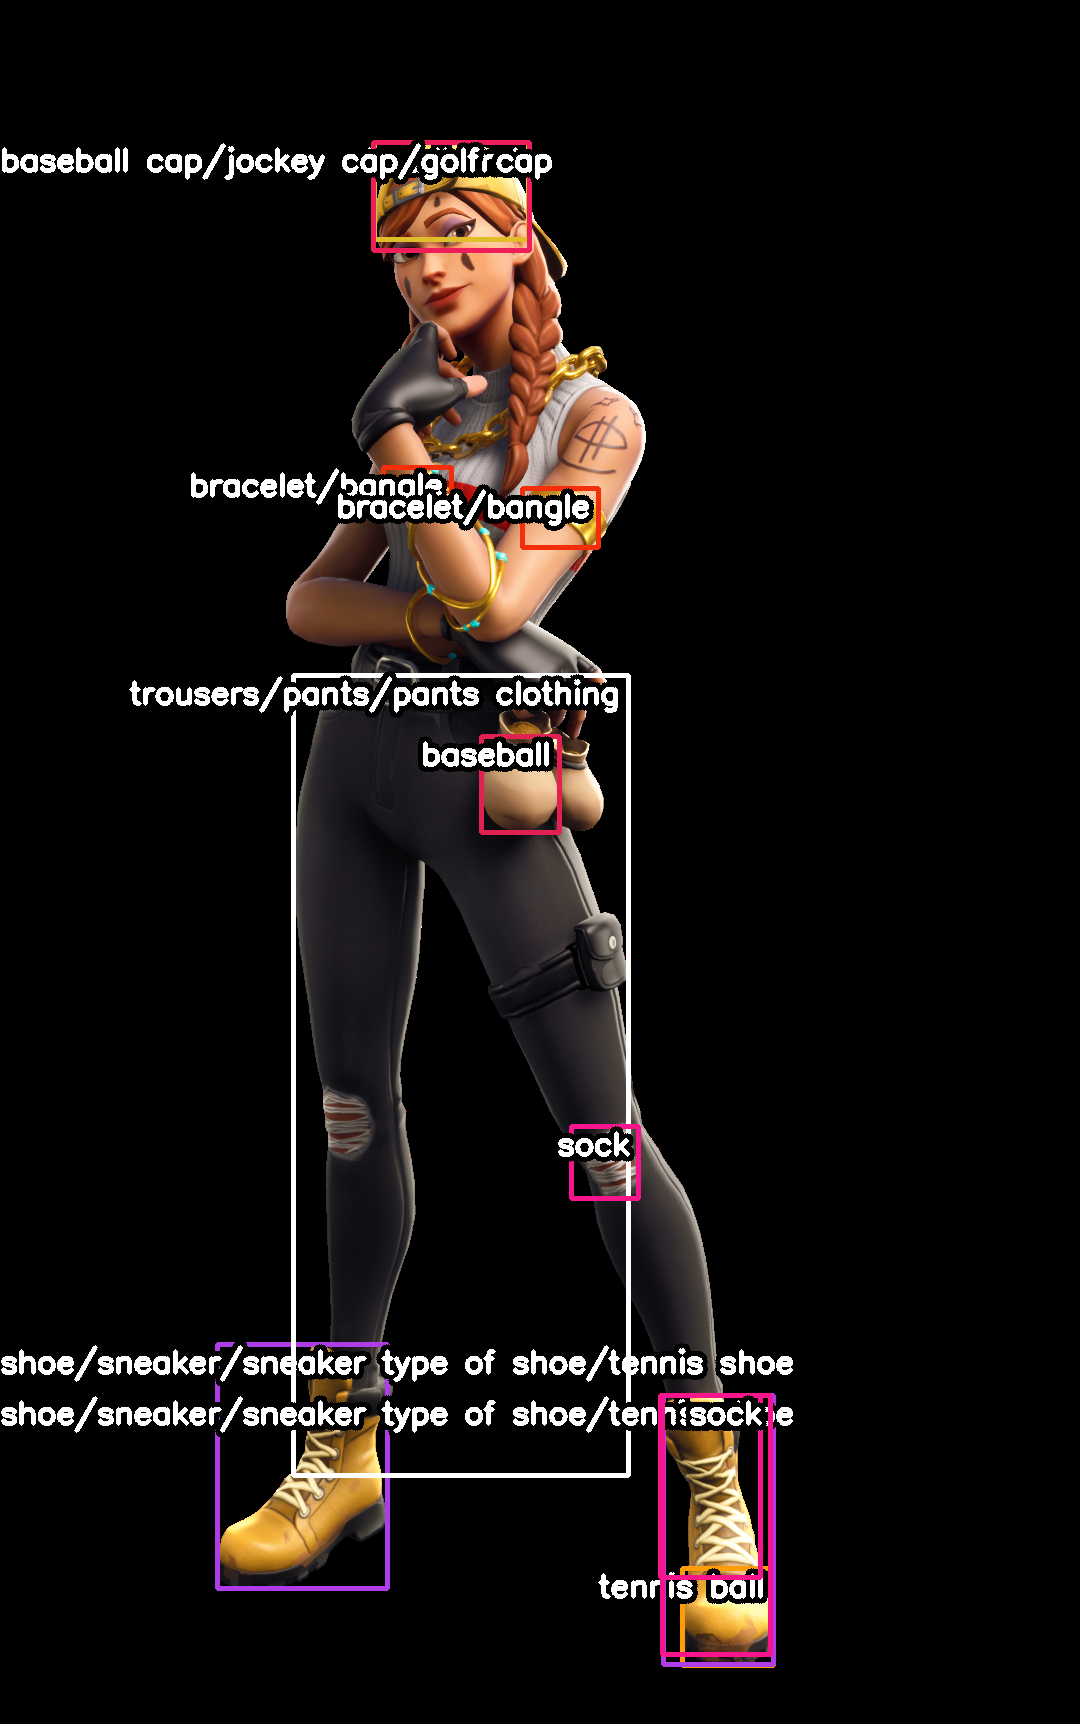 baseball cap/jockey cap/golf cap
bracelet/bangle
bracelet/bangle
trousers/pants/pants clothing
baseball
sock
shoe/sneaker/sneaker type of shoe/tennis shoe
shoe/sneaker/sneaker type of shoe/tennis
sock
tennis ball